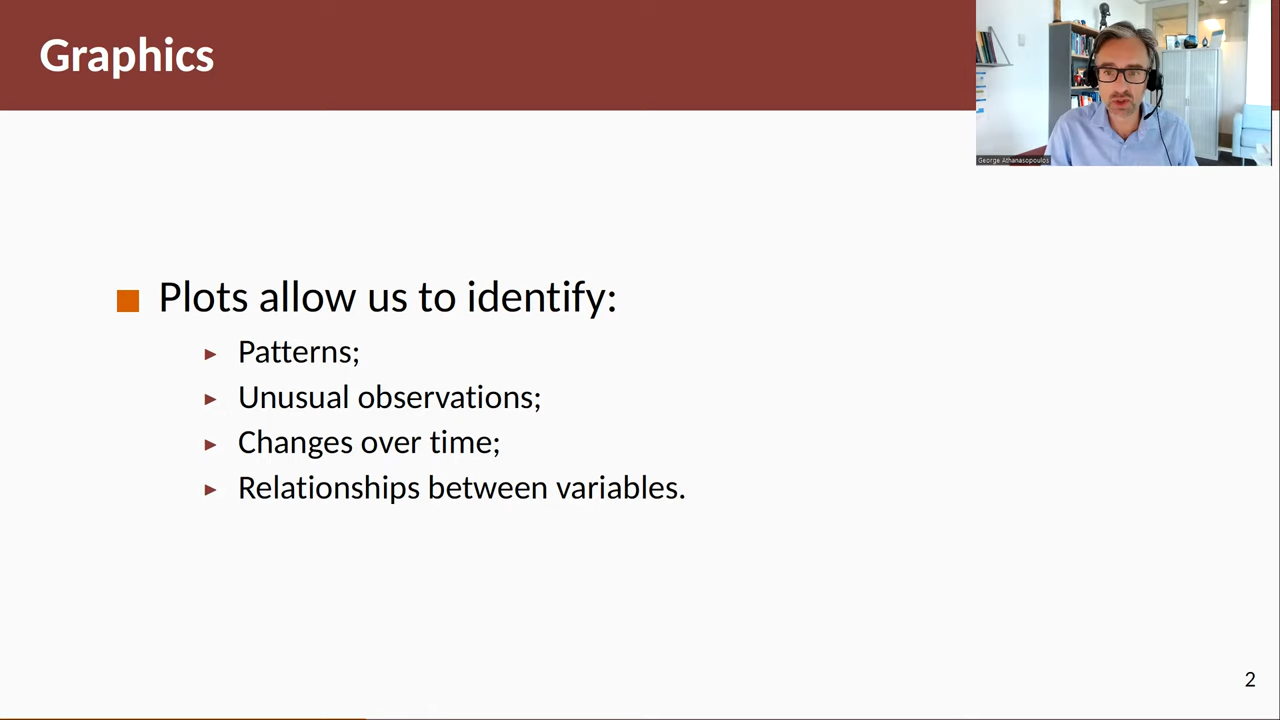 Graphics
George Athanasopoulos
Plots allow us to identify:
Patterns;
Unusual observations;
Changes over time;
Relationships between variables.
2